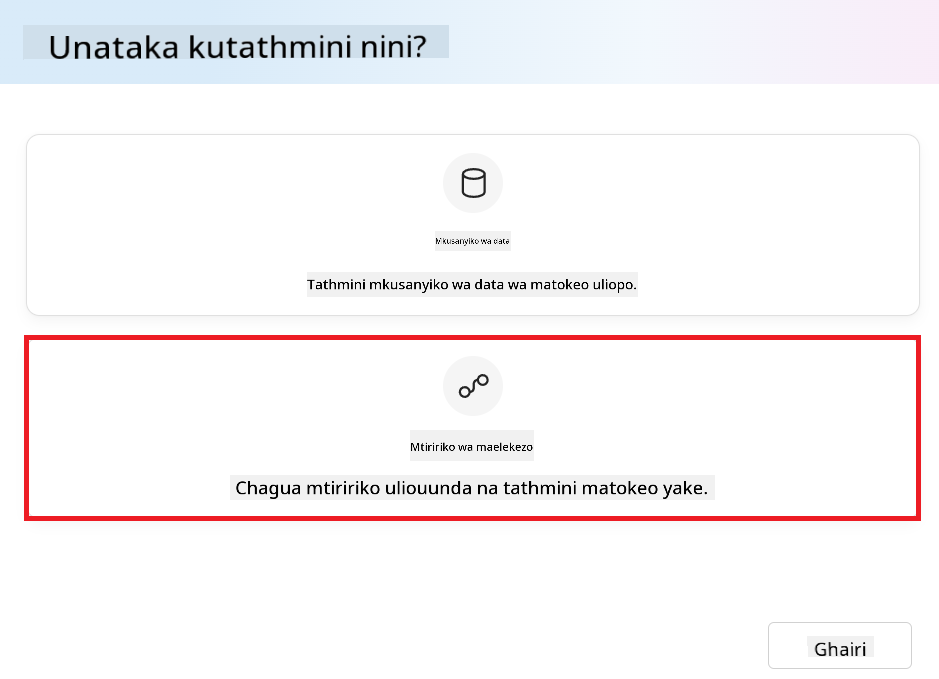 Unataka kutathmini nini?
Mkusanyiko wa data
Tathmini mkusanyiko wa data wa matokeo uliopo.
Mtiririko wa maelekezo
Chagua mtiririko uliouunda na tathmini matokeo yake.
Ghairi